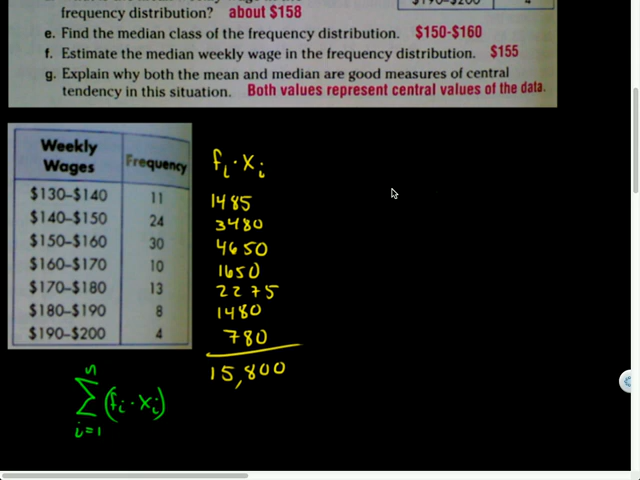 frequency distribution? about $158
e. Find the median class of the frequency distribution. $150-$160
f. Estimate the median weekly wage in the frequency distribution. $155
g. Explain why both the mean and median are good measures of central
tendency in this situation. Both values represent central values of the data.
Weekly Wages Frequency fi · xi
$130–$140 11 1485
$140–$150 24 3480
$150–$160 30 4650
$160–$170 10 1650
$170–$180 13 2275
$180–$190 8 1480
$190–$200 4 780
15,800
n
∑ (fi · xi)
i=1